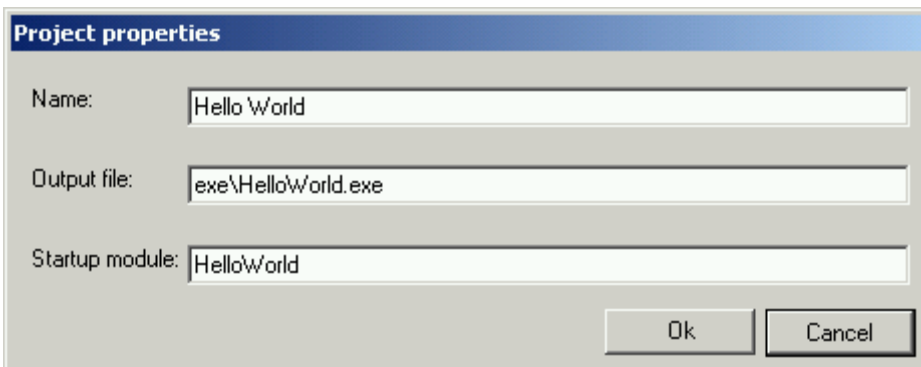 Project properties
Name: Hello World
Output file: exe\HelloWorld.exe
Startup module: HelloWorld
Ok Cancel